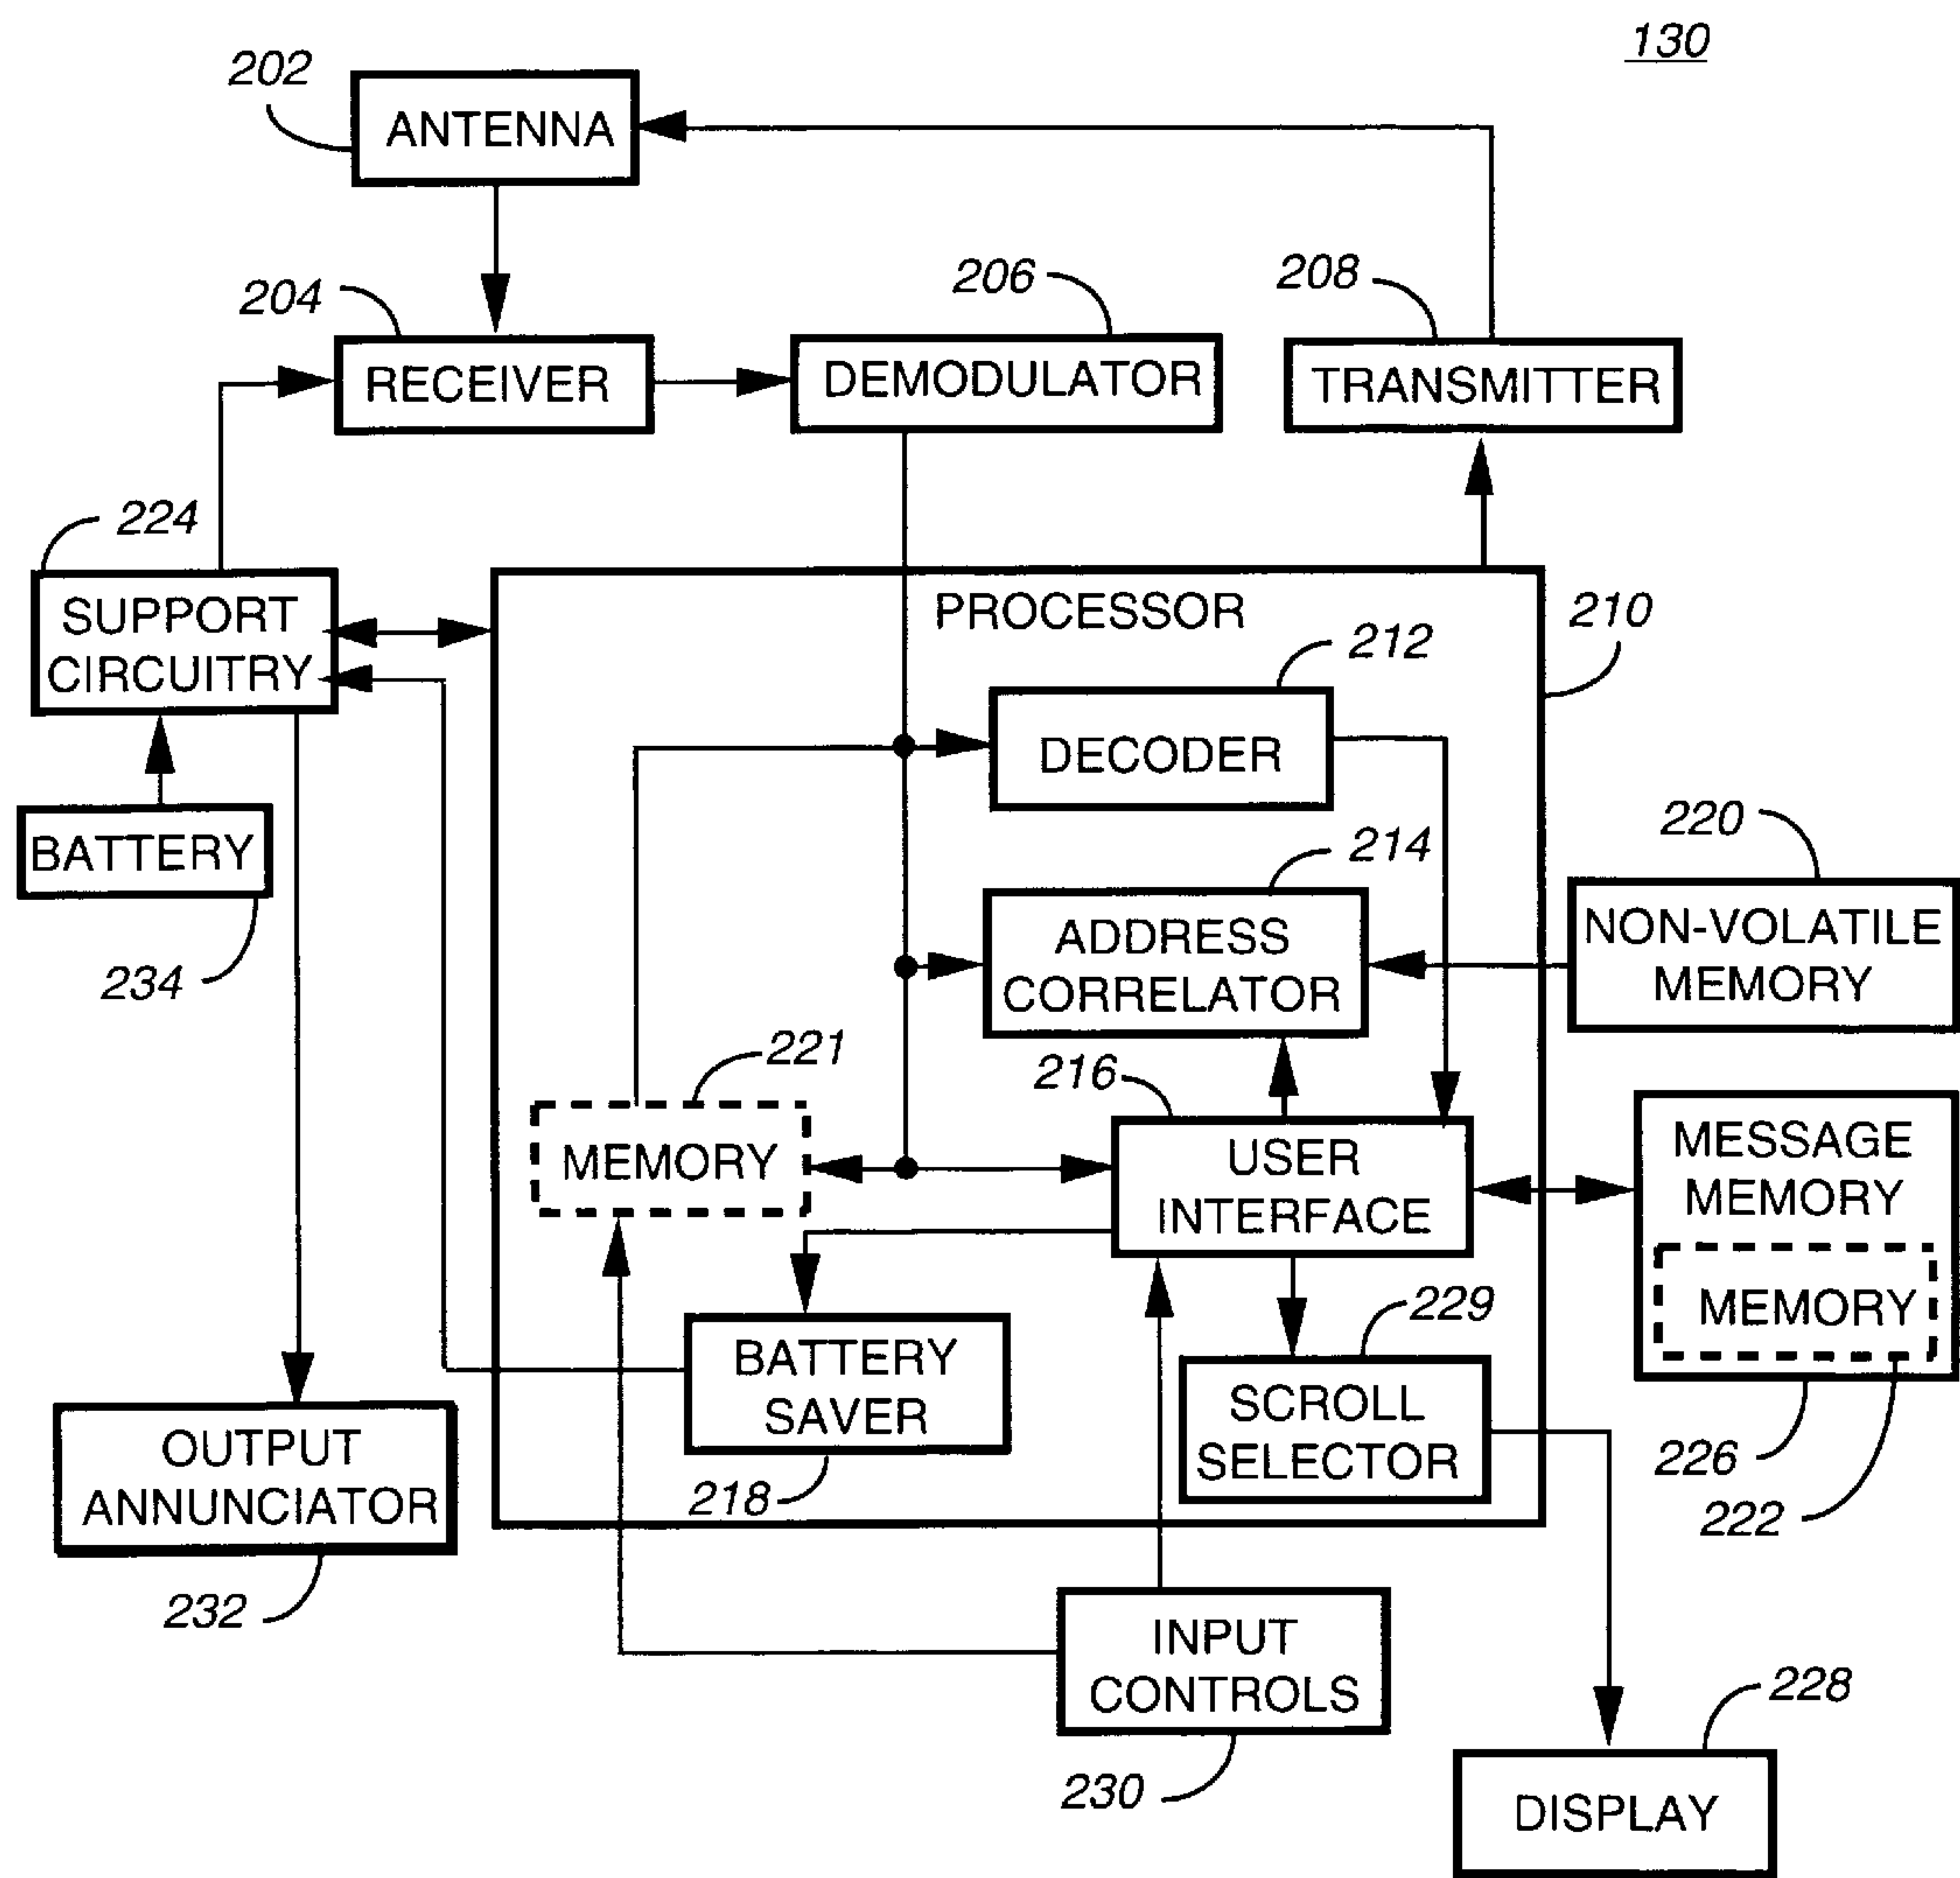 130
202
ANTENNA
204
206
208
RECEIVER
DEMODULATOR
TRANSMITTER
224
SUPPORT
CIRCUITRY
PROCESSOR
210
212
DECODER
BATTERY
234
214
220
ADDRESS
CORRELATOR
NON-VOLATILE
MEMORY
221
216
MEMORY
USER
INTERFACE
MESSAGE
MEMORY
MEMORY
229
BATTERY
SAVER
SCROLL
SELECTOR
218
226
222
OUTPUT
ANNUNCIATOR
232
INPUT
CONTROLS
230
228
DISPLAY